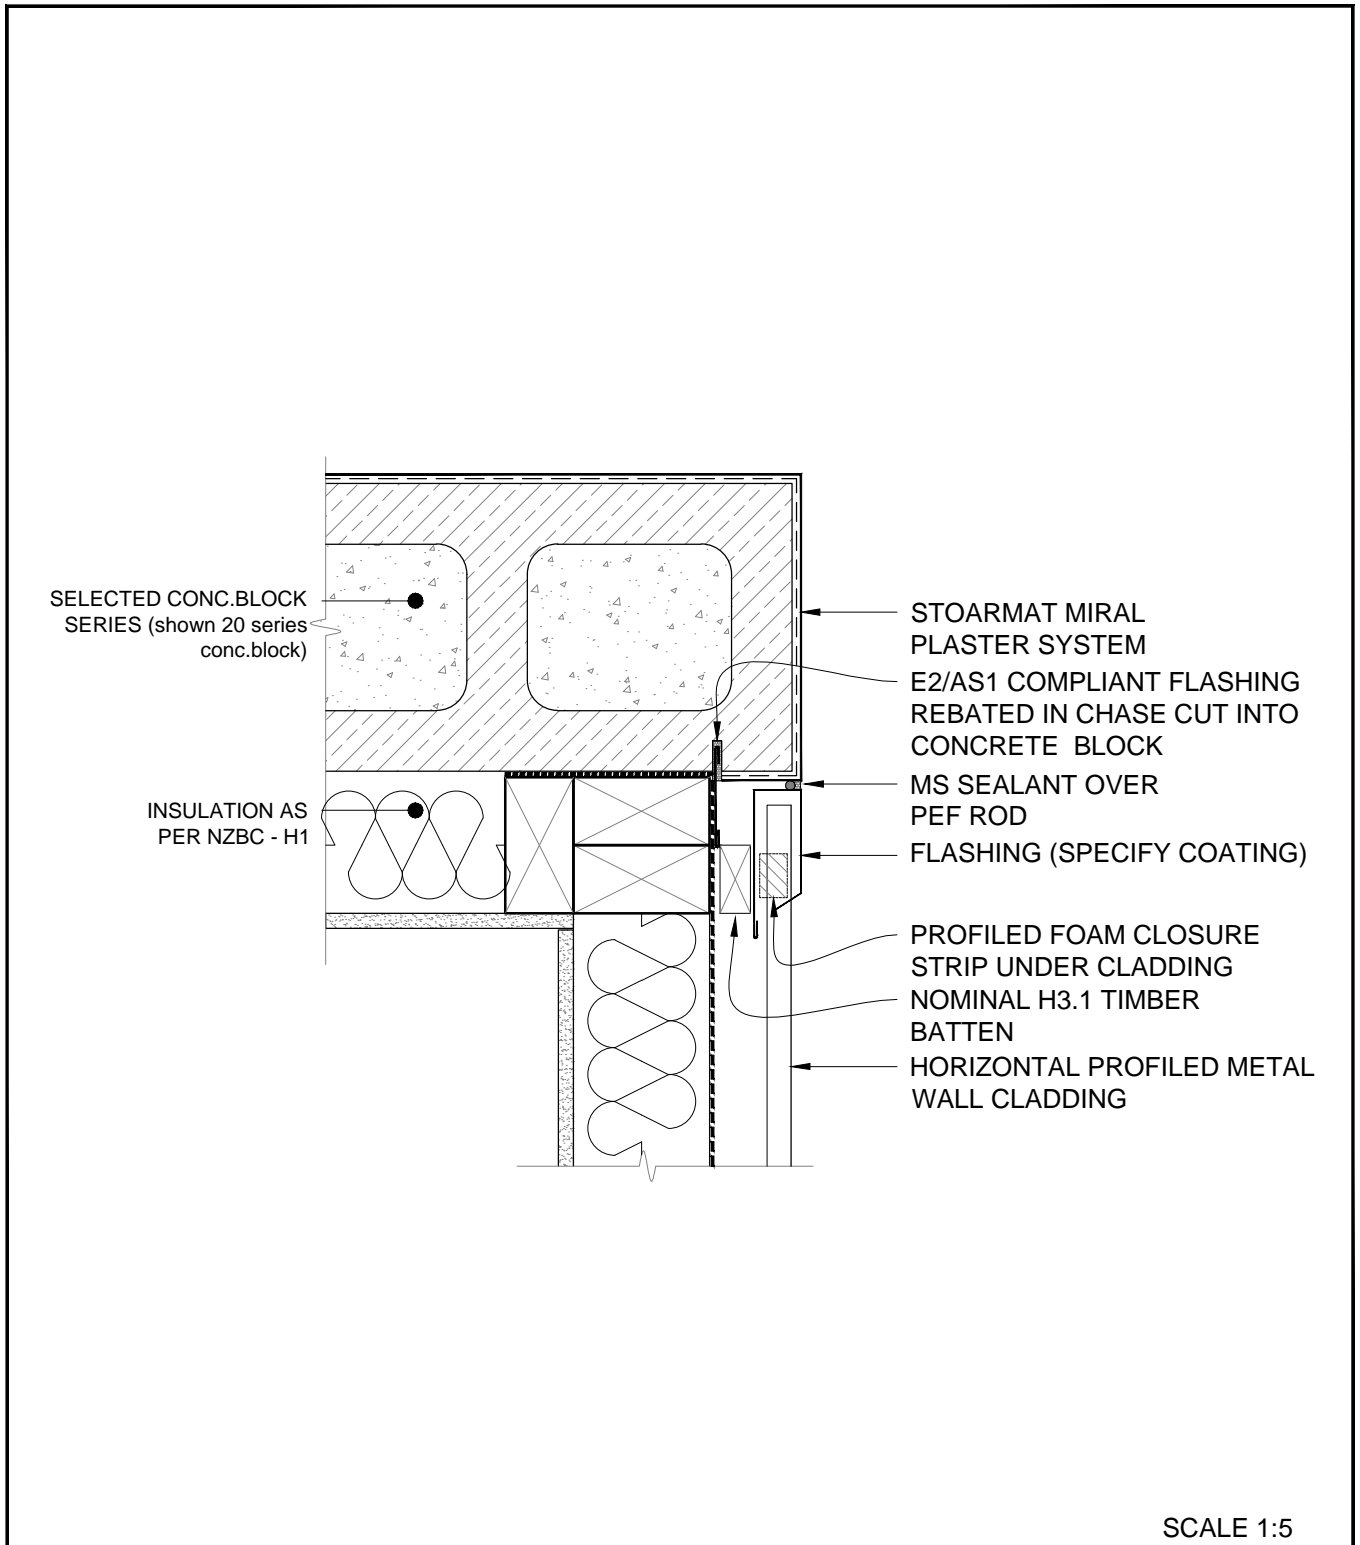 SELECTED CONC.BLOCK
SERIES (shown 20 series
conc.block)
INSULATION AS
PER NZBC - H1
STOARMAT MIRAL
PLASTER SYSTEM
E2/AS1 COMPLIANT FLASHING
REBATED IN CHASE CUT INTO
CONCRETE BLOCK
MS SEALANT OVER
PEF ROD
FLASHING (SPECIFY COATING)
PROFILED FOAM CLOSURE
STRIP UNDER CLADDING
NOMINAL H3.1 TIMBER
BATTEN
HORIZONTAL PROFILED METAL
WALL CLADDING
SCALE 1:5